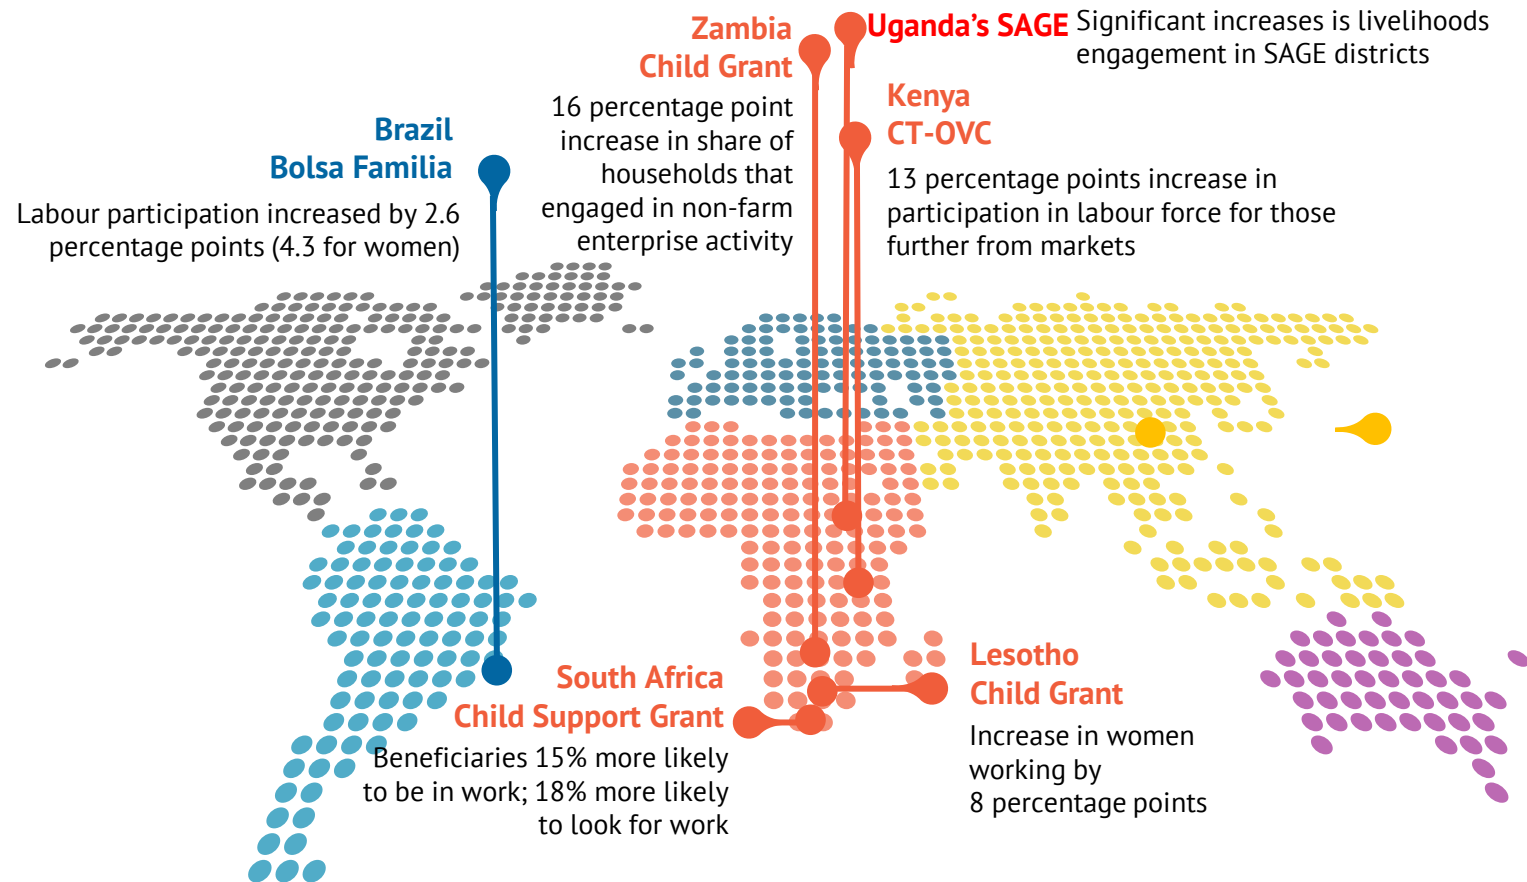 Zambia
Child Grant
16 percentage point
increase in share of
households that
engaged in non-farm
enterprise activity
Uganda’s SAGE
Significant increases is livelihoods
engagement in SAGE districts
Kenya
CT-OVC
13 percentage points increase in
participation in labour force for those
further from markets
Brazil
Bolsa Familia
Labour participation increased by 2.6
percentage points (4.3 for women)
South Africa
Child Support Grant
Beneficiaries 15% more likely
to be in work; 18% more likely
to look for work
Lesotho
Child Grant
Increase in women
working by
8 percentage points